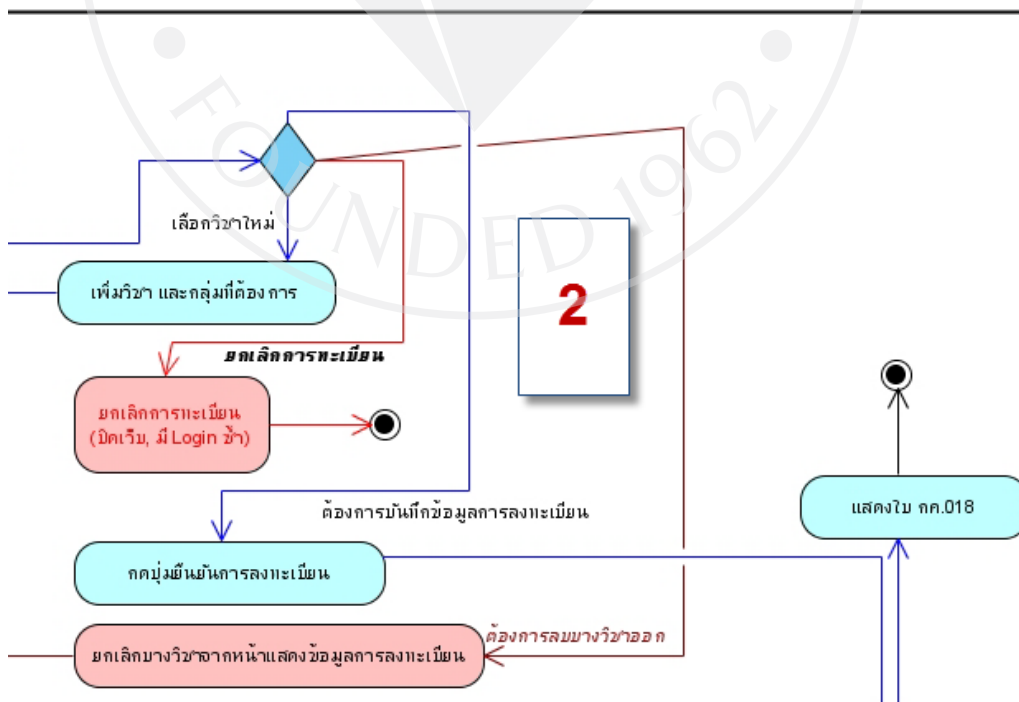 FOUNDED 1962
เลือกวิชาใหม่
เพิ่มวิชา และกลุ่มที่ต้องการ
2
ยกเลิกการทะเบียน
ยกเลิกการทะเบียน
(ปิดเว็บ, มี Login ซ้ำ)
ต้องการบันทึกข้อมูลการลงทะเบียน
แสดงใบ กค.018
กดปุ่มยืนยันการลงทะเบียน
ต้องการลบบางวิชาออก
ยกเลิกบางวิชาจากหน้าแสดงข้อมูลการลงทะเบียน